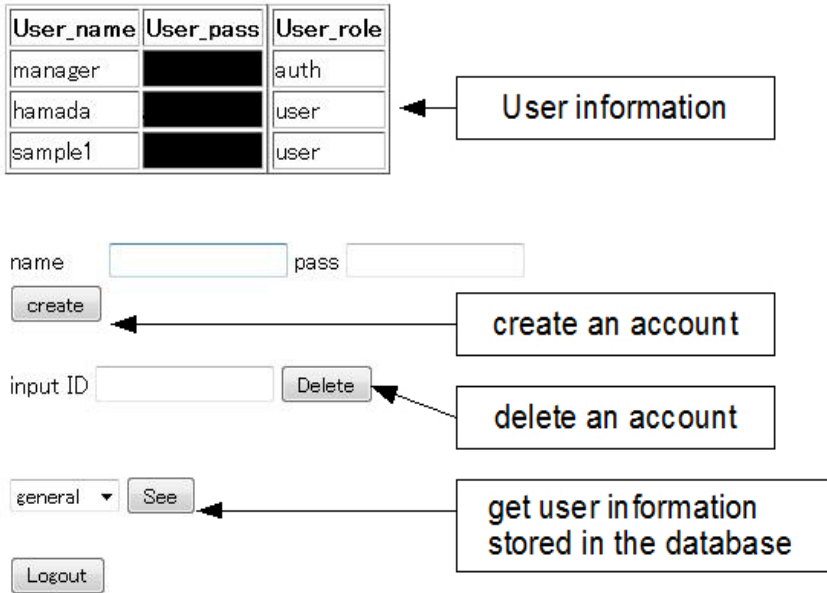 User_name User_pass User_role
manager auth
hamada user
sample1 user
User information
name pass
create
create an account
input ID Delete
delete an account
general See
get user information
stored in the database
Logout